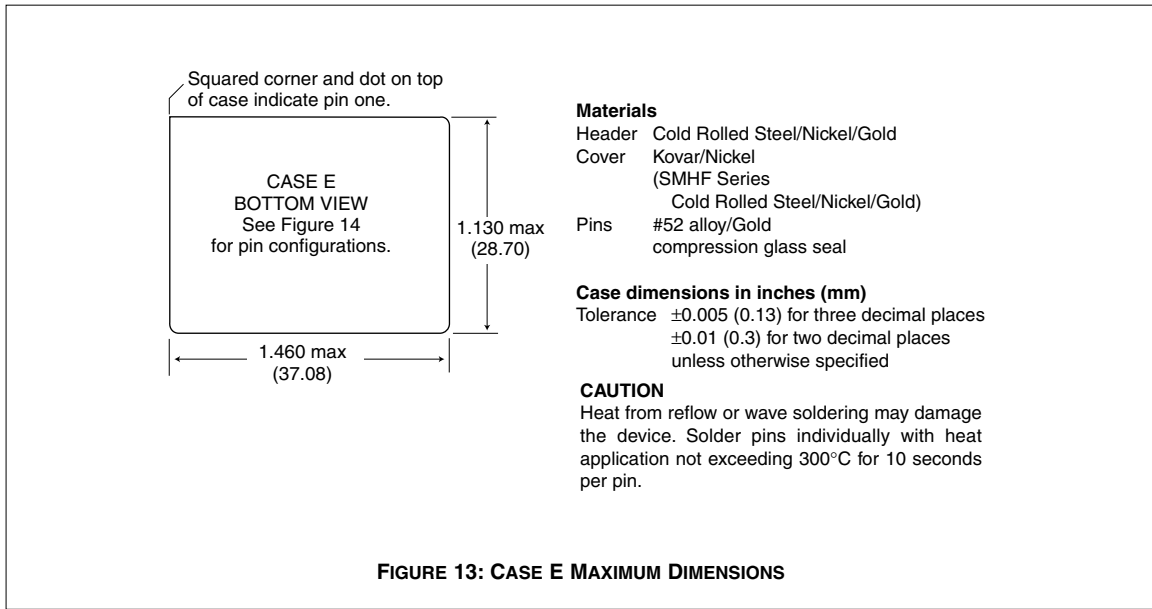 Squared corner and dot on top
of case indicate pin one.
CASE E
BOTTOM VIEW
See Figure 14
for pin configurations.
1.130 max
(28.70)
1.460 max
(37.08)
Materials
Header Cold Rolled Steel/Nickel/Gold
Cover Kovar/Nickel
(SMHF Series
Cold Rolled Steel/Nickel/Gold)
Pins #52 alloy/Gold
compression glass seal
Case dimensions in inches (mm)
Tolerance ±0.005 (0.13) for three decimal places
±0.01 (0.3) for two decimal places
unless otherwise specified
CAUTION
Heat from reflow or wave soldering may damage
the device. Solder pins individually with heat
application not exceeding 300°C for 10 seconds
per pin.
FIGURE 13: CASE E MAXIMUM DIMENSIONS